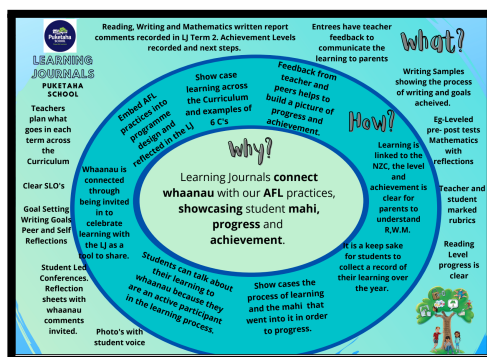 Puketaha
School
LEARNING
JOURNALS
PUKETAHA
SCHOOL
Reading, Writing and Mathematics written report
comments recorded in LJ Term 2. Achievement Levels
recorded and next steps.
Entrees have teacher
feedback to
communicate the
learning to parents
What?
Writing Samples
showing the process
of writing and goals
acheived.
Eg-Leveled
pre- post tests
Mathematics
with
reflections
Teacher and
student
marked
rubrics
Reading
Level
progress is
clear
Teachers
plan what
goes in each
term across
the
Curriculum
Clear SLO's
Goal Setting
Writing Goals
Peer and Self
Reflections
Student Led
Conferences.
Reflection
sheets with
whaanau
comments
invited.
Photo's with
student voice
How?
Embed AFL
practices into
programme
design and
reflected in the LJ
Show case
learning across
the Curriculum
and examples of
6 C's
Feedback from
teacher and
peers helps to
build a picture of
progress and
achievement.
Learning is
linked to the
NZC, the level
and
achievement is
clear for
parents to
understand
R,W.M.
It is a keep sake
for students to
collect a record of
their learning over
the year.
Show cases the
process of learning
and the mahi that
went into it in order
to progress.
Students can talk about
their learning to
whaanau because they
are an active participant
in the learning process.
Whaanau is
connected
through
being invited
in to
celebrate
learning with
the LJ as a
tool to share.
Why?
Learning Journals connect
whaanau with our AFL practices,
showcasing student mahi,
progress and
achievement.